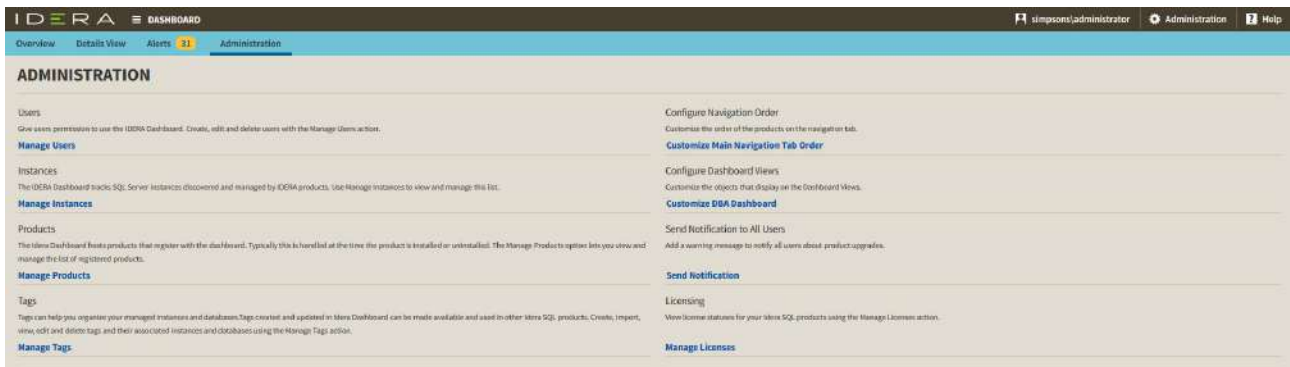 IDERA ≡ DASHBOARD
simpsons\administrator Administration ? Help
Overview Details View Alerts 31 Administration
ADMINISTRATION
Users
Give users permission to use the IDERA Dashboard. Create, edit and delete users with the Manage Users action.
Manage Users
Instances
The IDERA Dashboard tracks SQL Server instances discovered and managed by IDERA products. Use Manage Instances to view and manage this list.
Manage Instances
Products
The Idera Dashboard hosts products that register with the dashboard. Typically this is handled at the time the product is installed or uninstalled. The Manage Products option lets you view and
manage the list of registered products.
Manage Products
Tags
Tags can help you organize your managed instances and databases.Tags created and updated in Idera Dashboard can be made available and used in other Idera SQL products. Create, import,
view, edit and delete tags and their associated instances and databases using the Manage Tags action.
Manage Tags
Configure Navigation Order
Customize the order of the products on the navigation tab.
Customize Main Navigation Tab Order
Configure Dashboard Views
Customize the objects that display on the Dashboard Views.
Customize DBA Dashboard
Send Notification to All Users
Add a warning message to notify all users about product upgrades.
Send Notification
Licensing
View license statuses for your Idera SQL products using the Manage Licenses action.
Manage Licenses